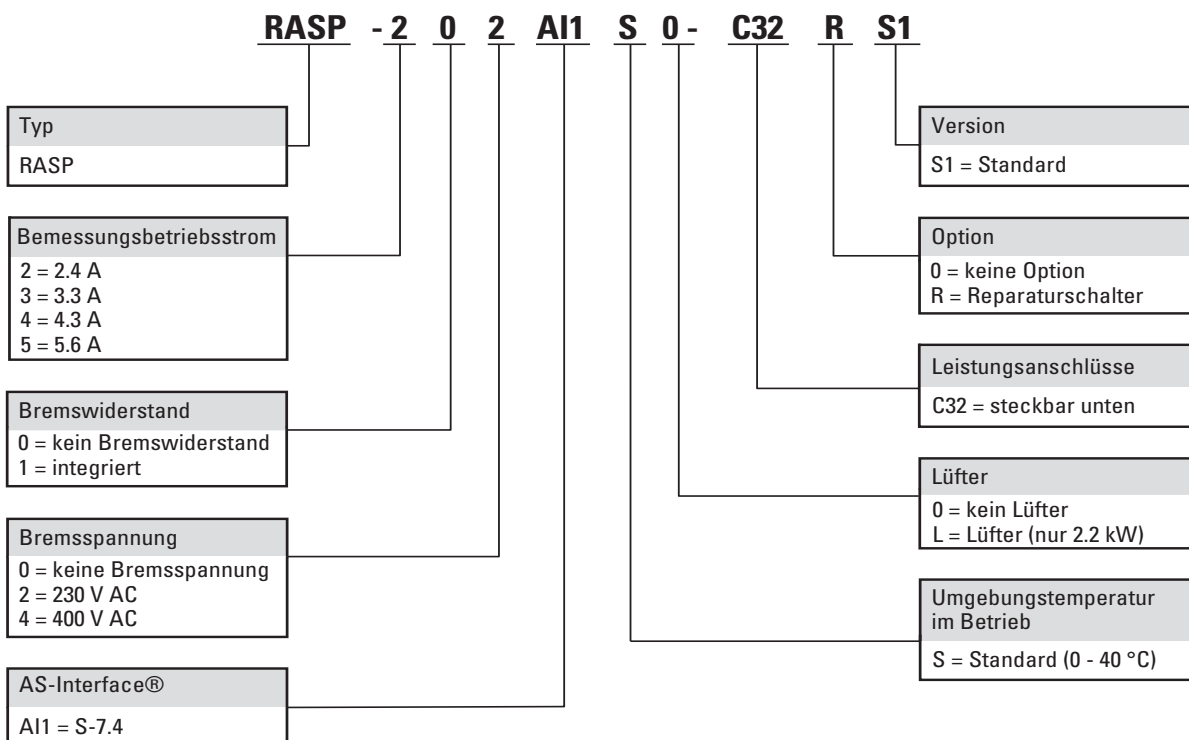 RASP - 2 0 2 AI1 S 0 - C32 R S1
Typ
RASP
Bemessungsbetriebsstrom
2 = 2.4 A
3 = 3.3 A
4 = 4.3 A
5 = 5.6 A
Bremswiderstand
0 = kein Bremswiderstand
1 = integriert
Bremsspannung
0 = keine Bremsspannung
2 = 230 V AC
4 = 400 V AC
AS-Interface®
AI1 = S-7.4
Version
S1 = Standard
Option
0 = keine Option
R = Reparaturschalter
Leistungsanschlüsse
C32 = steckbar unten
Lüfter
0 = kein Lüfter
L = Lüfter (nur 2.2 kW)
Umgebungstemperatur
im Betrieb
S = Standard (0 - 40 °C)